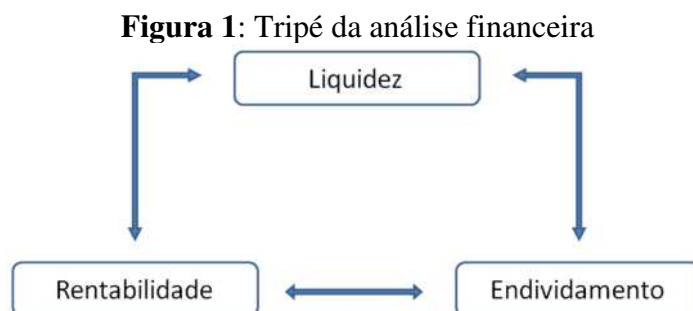 Figura 1: Tripé da análise financeira
Liquidez
Rentabilidade
Endividamento